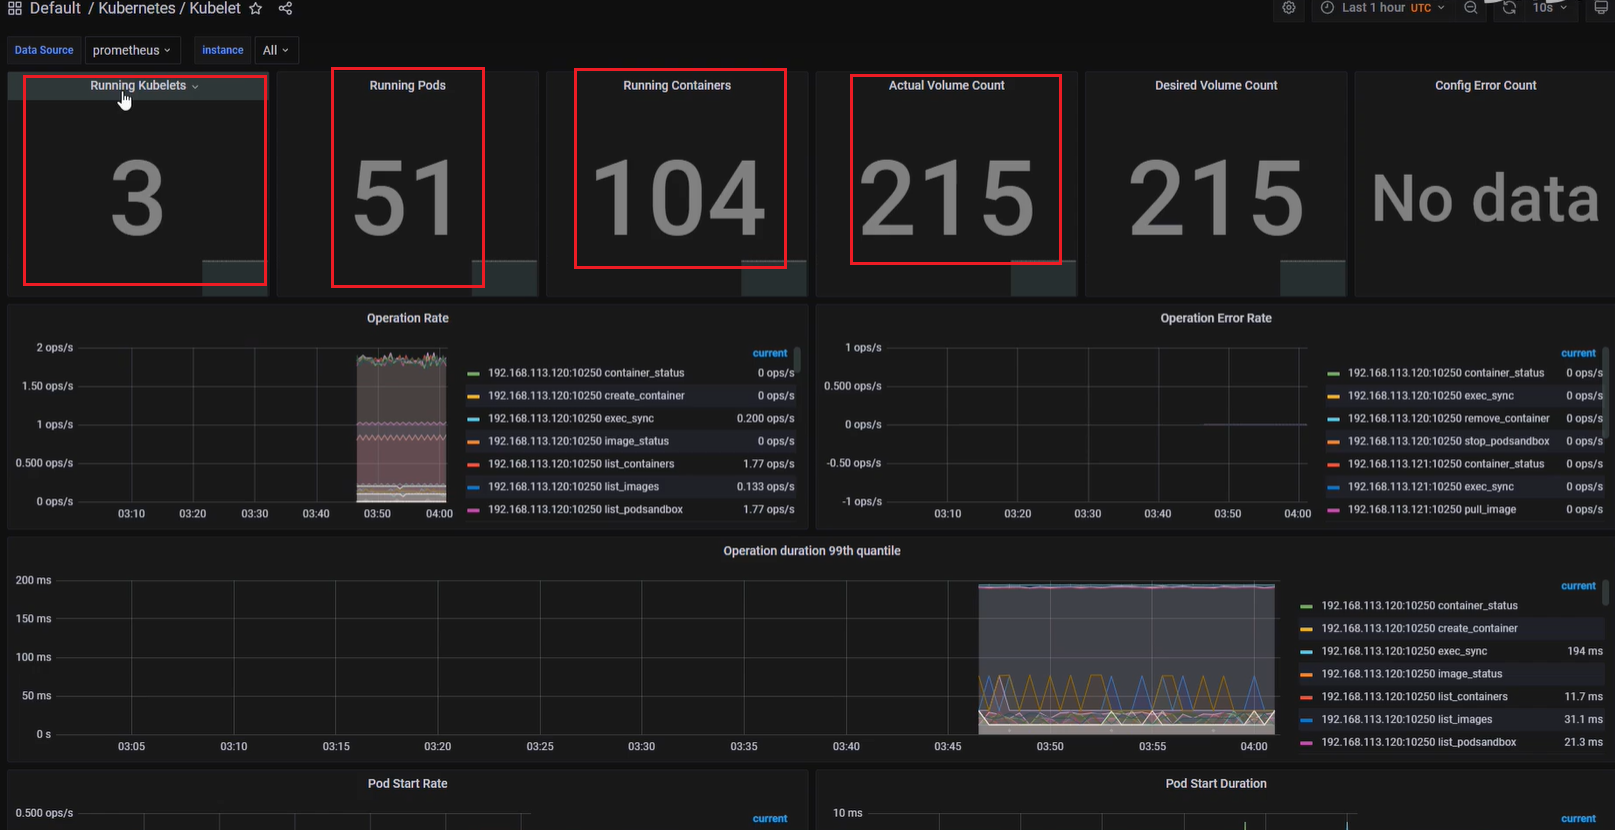 Default / Kubernetes / Kubelet
Last 1 hour UTC
10s
Data Source
prometheus
instance
All
Running Kubelets
Running Pods
Running Containers
Actual Volume Count
Desired Volume Count
Config Error Count
3
51
104
215
215
No data
Operation Rate
2 ops/s
1.50 ops/s
1 ops/s
0.500 ops/s
0 ops/s
03:10 03:20 03:30 03:40 03:50 04:00
current
192.168.113.120:10250 container_status 0 ops/s
192.168.113.120:10250 create_container 0 ops/s
192.168.113.120:10250 exec_sync 0.200 ops/s
192.168.113.120:10250 image_status 0 ops/s
192.168.113.120:10250 list_containers 1.77 ops/s
192.168.113.120:10250 list_images 0.133 ops/s
192.168.113.120:10250 list_podsandbox 1.77 ops/s
Operation Error Rate
1 ops/s
0.500 ops/s
0 ops/s
-0.50 ops/s
-1 ops/s
03:10 03:20 03:30 03:40 03:50 04:00
current
192.168.113.120:10250 container_status 0 ops/s
192.168.113.120:10250 exec_sync 0 ops/s
192.168.113.120:10250 remove_container 0 ops/s
192.168.113.120:10250 stop_podsandbox 0 ops/s
192.168.113.121:10250 container_status 0 ops/s
192.168.113.121:10250 exec_sync 0 ops/s
192.168.113.121:10250 pull_image 0 ops/s
Operation duration 99th quantile
200 ms
150 ms
100 ms
50 ms
0 s
03:05 03:10 03:15 03:20 03:25 03:30 03:35 03:40 03:45 03:50 03:55 04:00
current
192.168.113.120:10250 container_status
192.168.113.120:10250 create_container
192.168.113.120:10250 exec_sync 194 ms
192.168.113.120:10250 image_status
192.168.113.120:10250 list_containers 11.7 ms
192.168.113.120:10250 list_images 31.1 ms
192.168.113.120:10250 list_podsandbox 21.3 ms
Pod Start Rate
0.500 ops/s
current
Pod Start Duration
10 ms
current